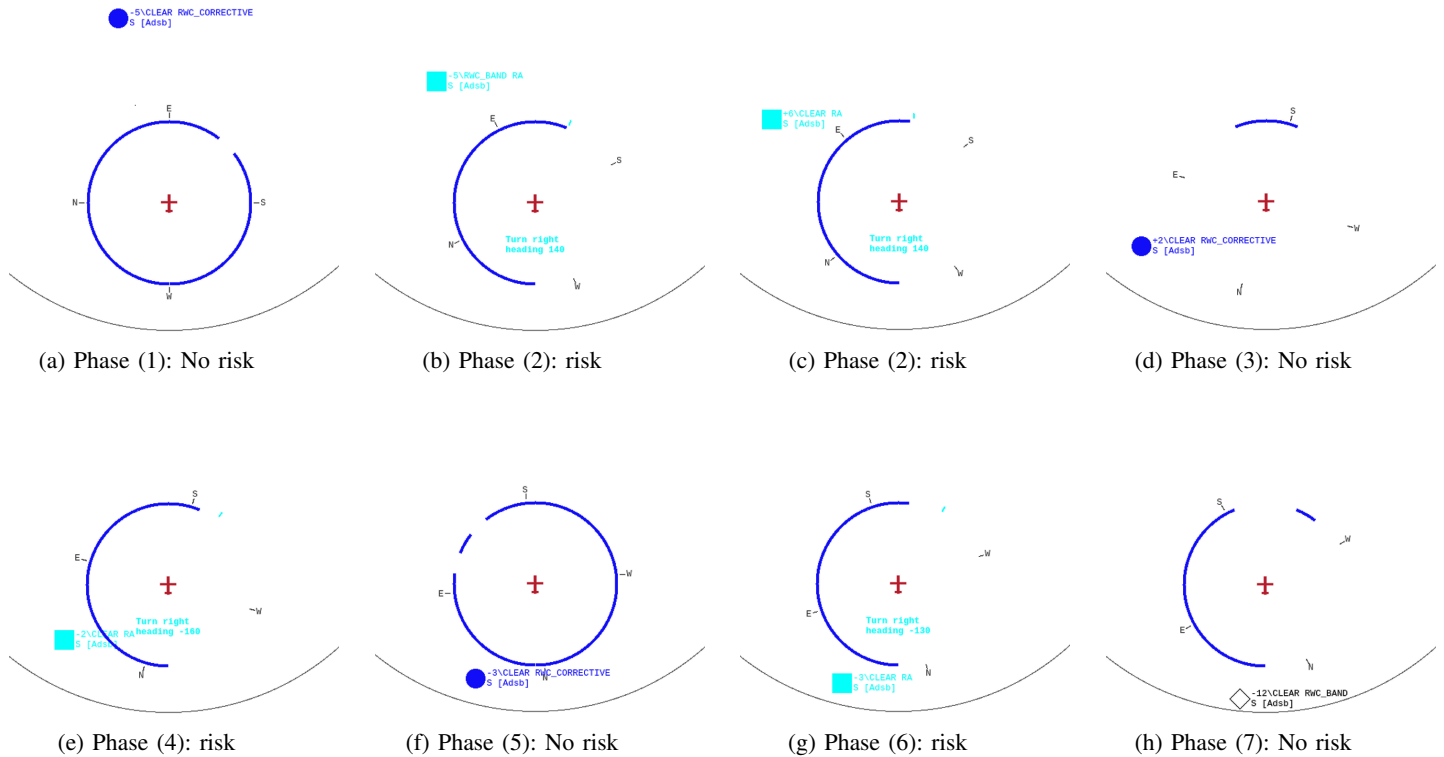 -5\CLEAR RWC_CORRECTIVE
S [Adsb]
E
N
S
W
(a) Phase (1): No risk
-5\RWC_BAND RA
S [Adsb]
E
S
N
Turn right
heading 140
W
(b) Phase (2): risk
+6\CLEAR RA
S [Adsb]
E
S
N
Turn right
heading 140
W
(c) Phase (2): risk
S
E
W
+2\CLEAR RWC_CORRECTIVE
S [Adsb]
N
(d) Phase (3): No risk
S
E
W
Turn right
heading -160
-2\CLEAR RA
S [Adsb]
N
(e) Phase (4): risk
S
W
E
-3\CLEAR RWC_CORRECTIVE
S [Adsb]
N
(f) Phase (5): No risk
S
W
E
Turn right
heading -130
N
-3\CLEAR RA
S [Adsb]
(g) Phase (6): risk
S
W
E
N
-12\CLEAR RWC_BAND
S [Adsb]
(h) Phase (7): No risk